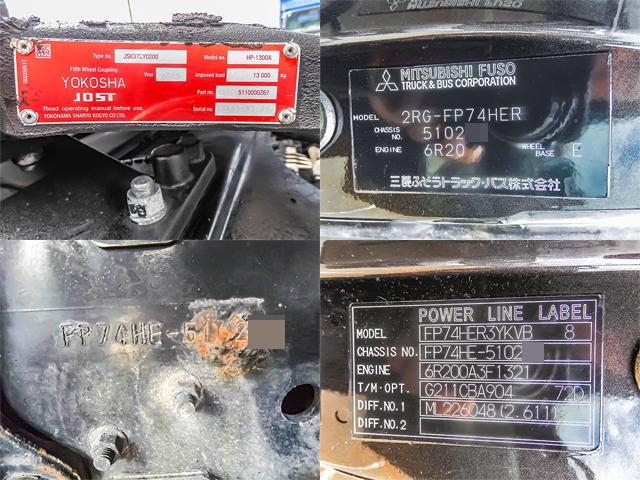 Type no. JSK37CY0200 Model no. HP-1300A
Fifth Wheel Coupling
YOKOSHA Year Imposed load 13 000 kg
JOST Part no. 5110000Z67
Read operating manual before use. Serial no
YOKOHAMA SHARYO KOGYO CO.LTD.
MITSUBISHI FUSO
TRUCK & BUS CORPORATION
MODEL 2RG-FP74HER
CHASSIS NO. 5102
ENGINE 6R20 WHEEL BASE E
三菱ふそうトラック・バス株式会社
FP74HE-5102
POWER LINE LABEL
MODEL FP74HER3YKVB 8
CHASSIS NO. FP74HE-5102
ENGINE 6R200A3F1321
T/M·OPT. G211CBA904 72D
DIFF.NO.1 ML226048(2.611)
DIFF.NO.2